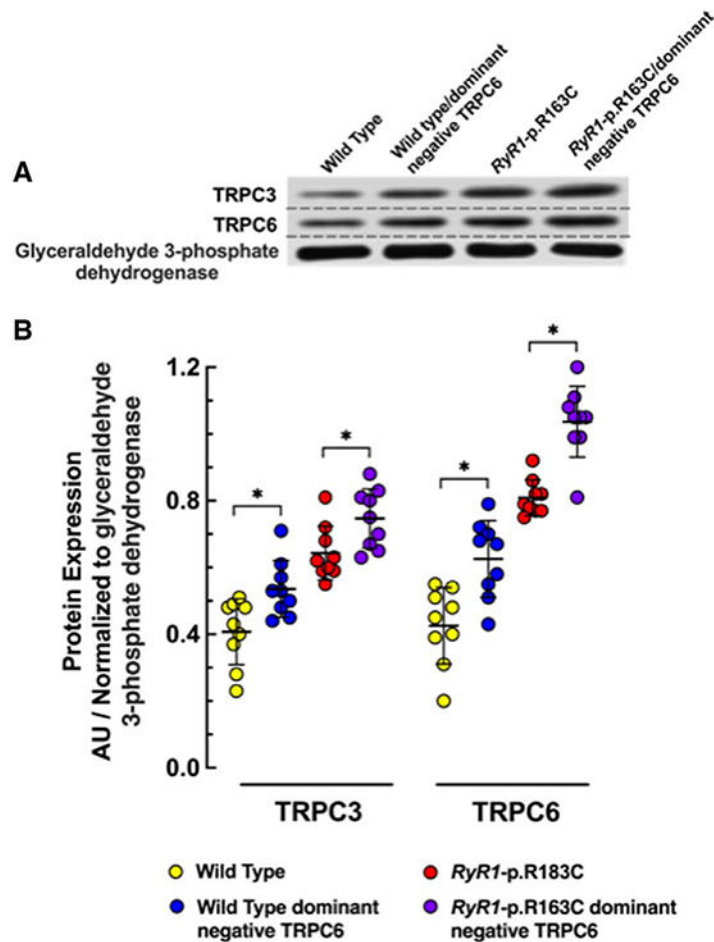 Wild Type
Wild type/dominant
negative TRPC6
RyR1-p.R163C
RyR1-p.R163C/dominant
negative TRPC6
A
TRPC3
TRPC6
Glyceraldehyde 3-phosphate
dehydrogenase
B
Protein Expression
AU / Normalized to glyceraldehyde
3-phosphate dehydrogenase
1.2
0.8
0.4
0.0
*
*
*
*
TRPC3
TRPC6
Wild Type
RyR1-p.R183C
Wild Type dominant
negative TRPC6
RyR1-p.R163C dominant
negative TRPC6